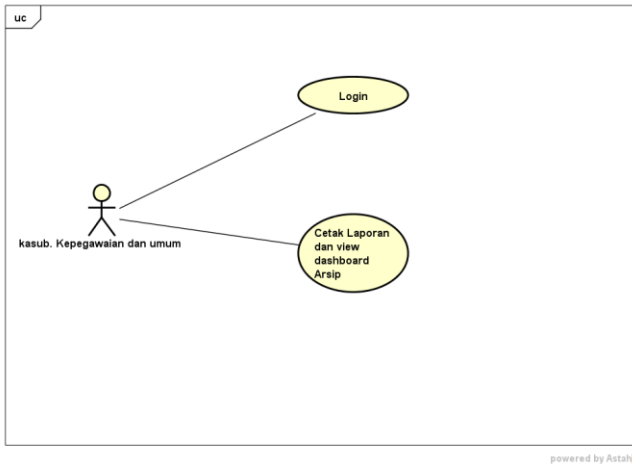 uc
Login
kasub. Kepegawaian dan umum
Cetak Laporan
dan view
dashboard
Arsip
powered by Astah